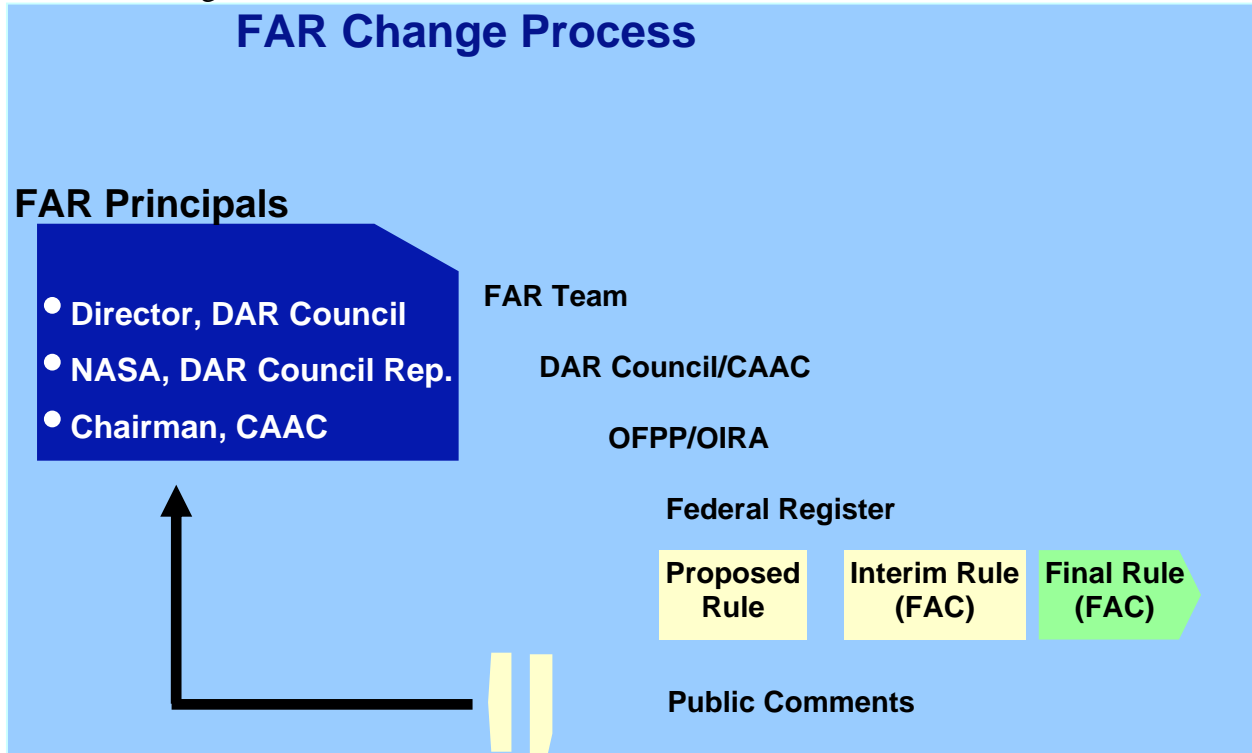 FAR Change Process
FAR Principals
• Director, DAR Council
• NASA, DAR Council Rep.
• Chairman, CAAC
FAR Team
DAR Council/CAAC
OFPP/OIRA
Federal Register
Proposed
Rule
Interim Rule
(FAC)
Final Rule
(FAC)
Public Comments